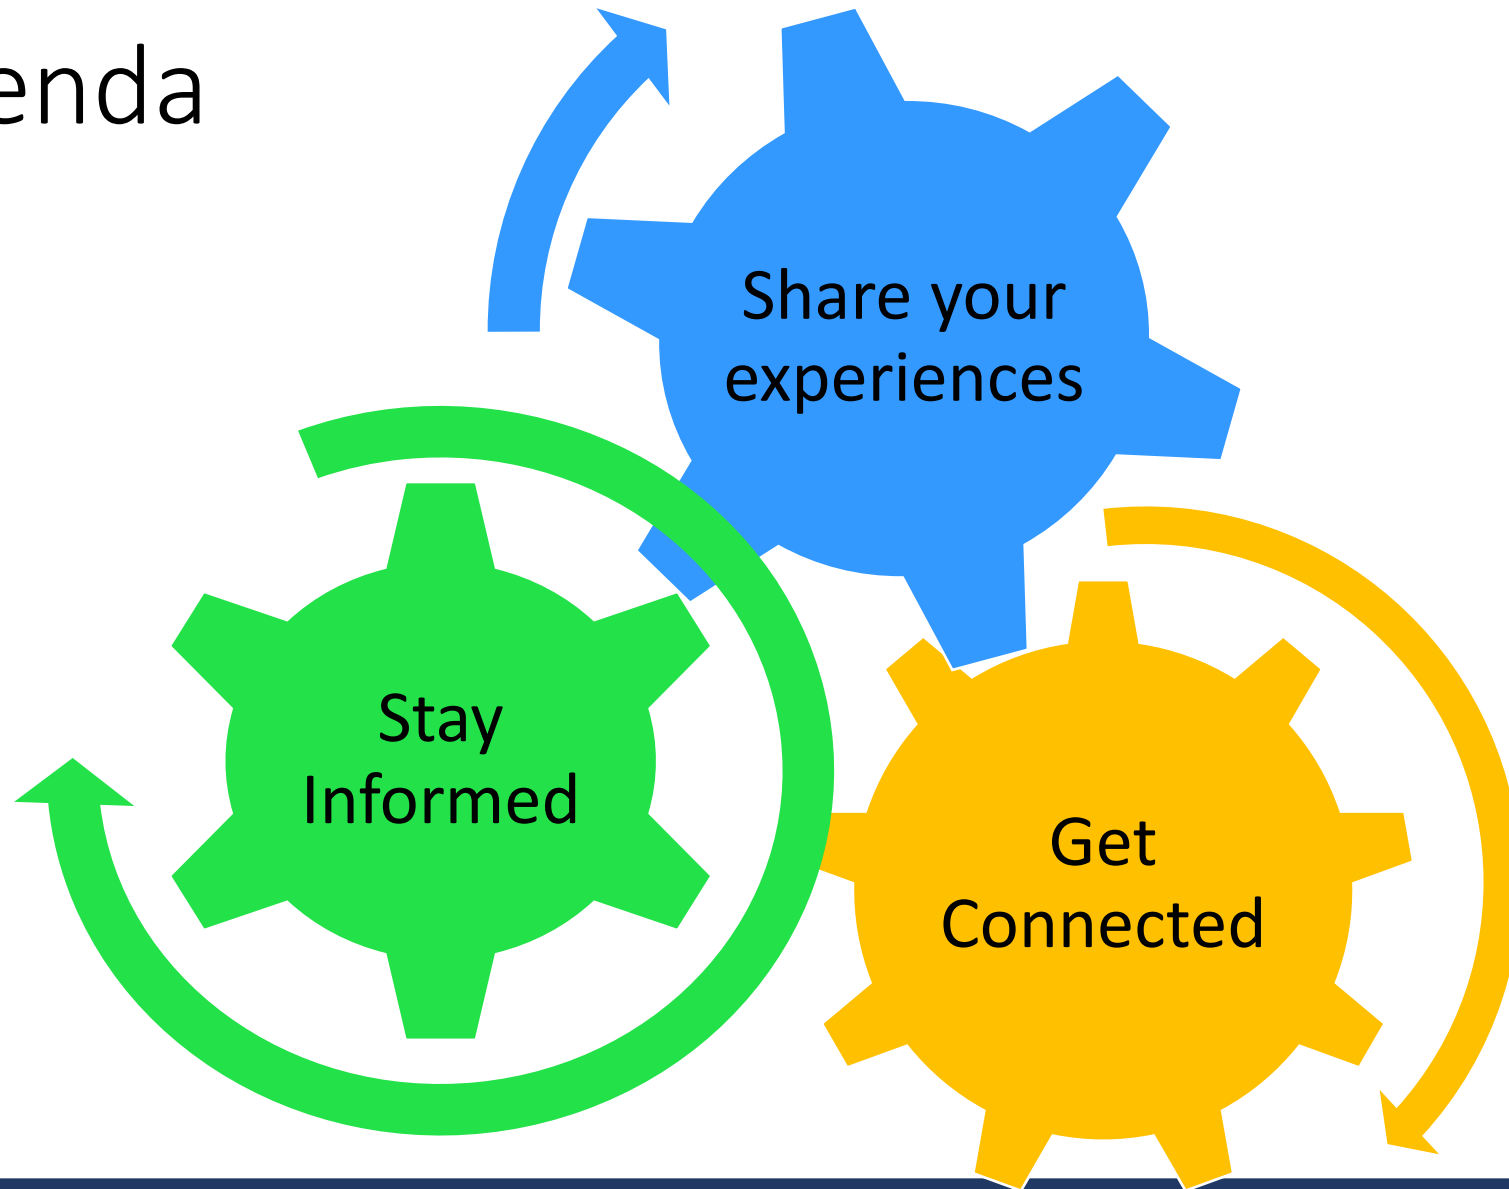 enda
Share your
experiences
Stay
Informed
Get
Connected